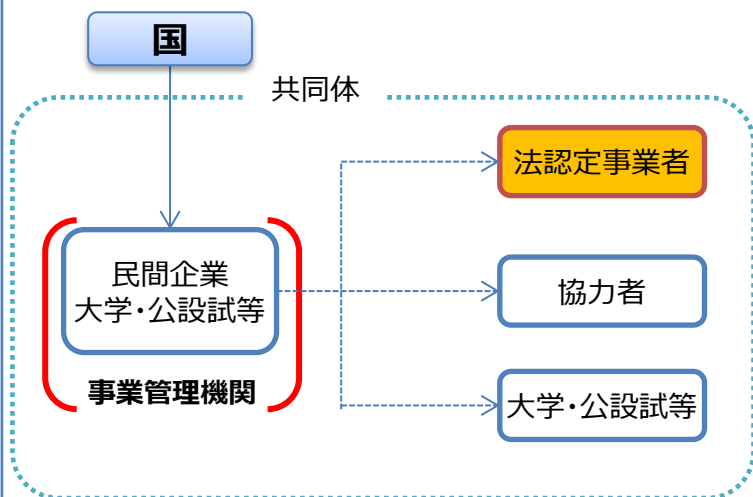 国
共同体
法認定事業者
民間企業
大学・公設試等
協力者
事業管理機関
大学・公設試等